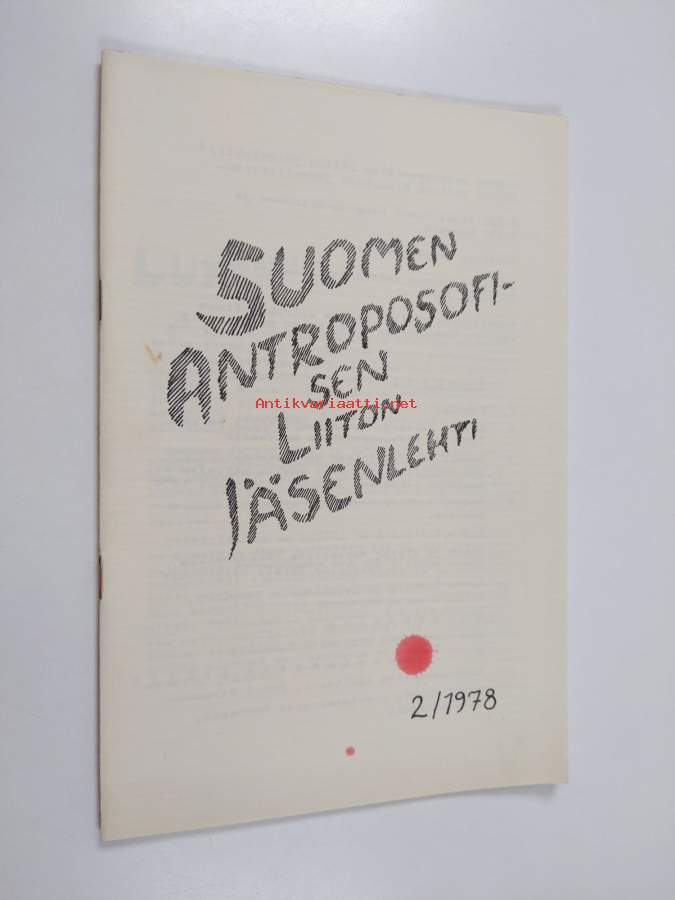 SUOMEN
ANTROPOSOFI-
SEN
Antikvariaatti.net
LIITON
JÄSENLEHTI
2/1978